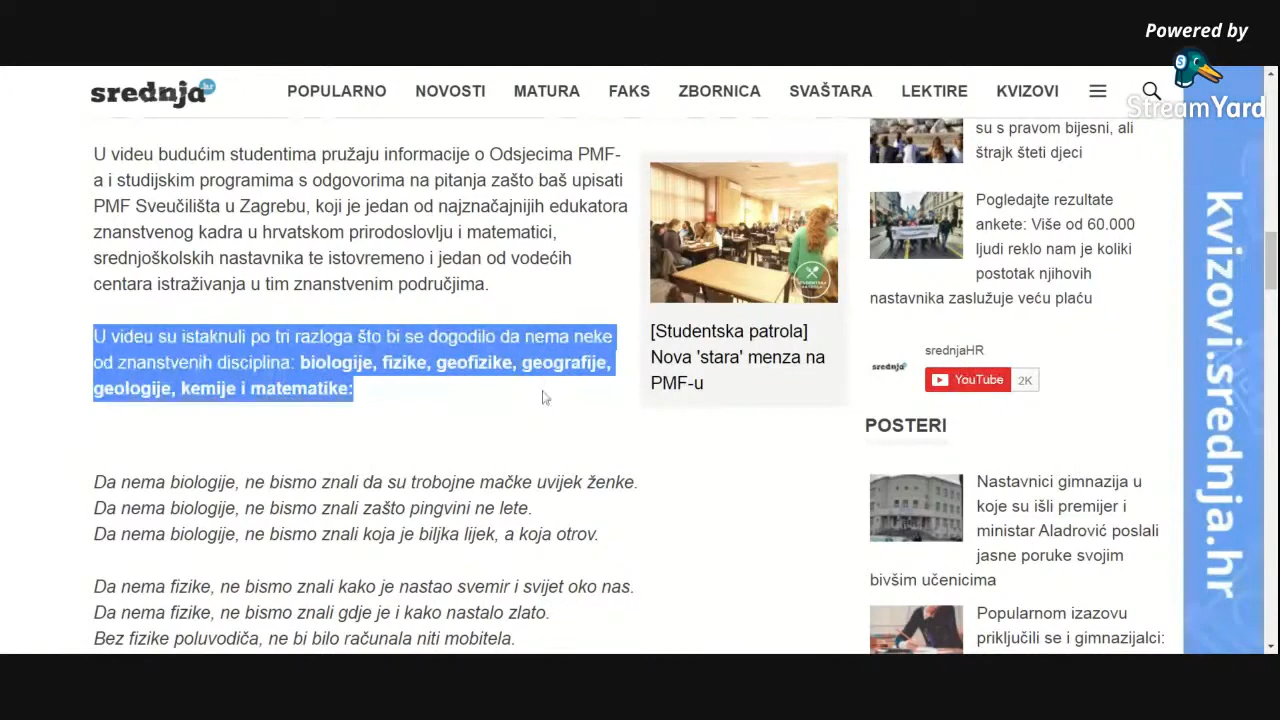 Powered by
StreamYard
srednja.hr
POPULARNO
NOVOSTI
MATURA
FAKS
ZBORNICA
SVAŠTARA
LEKTIRE
KVIZOVI
U videu budućim studentima pružaju informacije o Odsjecima PMF-
a i studijskim programima s odgovorima na pitanja zašto baš upisati
PMF Sveučilišta u Zagrebu, koji je jedan od najznačajnijih edukatora
znanstvenog kadra u hrvatskom prirodoslovlju i matematici,
srednjoškolskih nastavnika te istovremeno i jedan od vodećih
centara istraživanja u tim znanstvenim područjima.
U videu su istaknuli po tri razloga što bi se dogodilo da nema neke
od znanstvenih disciplina: biologije, fizike, geofizike, geografije,
geologije, kemije i matematike:
Da nema biologije, ne bismo znali da su trobojne mačke uvijek ženke.
Da nema biologije, ne bismo znali zašto pingvini ne lete.
Da nema biologije, ne bismo znali koja je biljka lijek, a koja otrov.
Da nema fizike, ne bismo znali kako je nastao svemir i svijet oko nas.
Da nema fizike, ne bismo znali gdje je i kako nastalo zlato.
Bez fizike poluvodiča, ne bi bilo računala niti mobitela.
[Studentska patrola]
Nova 'stara' menza na
PMF-u
su s pravom bijesni, ali
štrajk šteti djeci
Pogledajte rezultate
ankete: Više od 60.000
ljudi reklo nam je koliki
postotak njihovih
nastavnika zaslužuje veću plaću
srednja
srednjaHR
YouTube 2K
POSTERI
Nastavnici gimnazija u
koje su išli premijer i
ministar Aladrović poslali
jasne poruke svojim
bivšim učenicima
Popularnom izazovu
priključili se i gimnazijalci:
kvizovi.srednja.hr